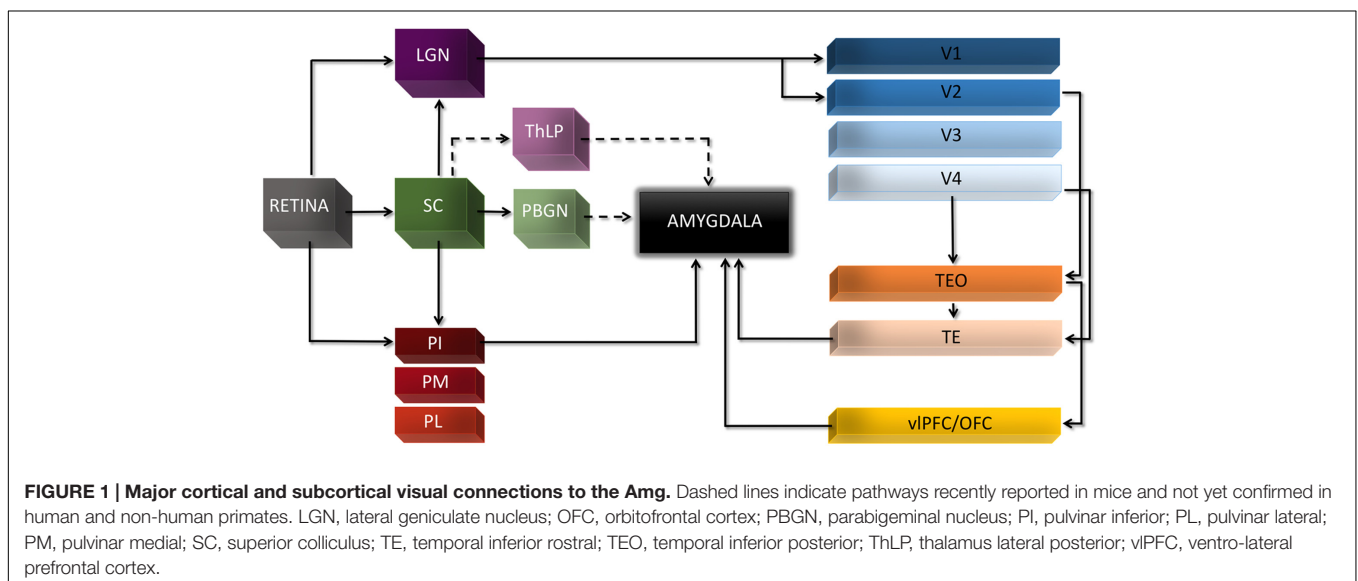 LGN
V1
V2
ThLP
V3
V4
RETINA
SC
PBGN
AMYGDALA
TEO
PI
TE
PM
PL
vlPFC/OFC
FIGURE 1 | Major cortical and subcortical visual connections to the Amg. Dashed lines indicate pathways recently reported in mice and not yet confirmed in
human and non-human primates. LGN, lateral geniculate nucleus; OFC, orbitofrontal cortex; PBGN, parabigeminal nucleus; PI, pulvinar inferior; PL, pulvinar lateral;
PM, pulvinar medial; SC, superior colliculus; TE, temporal inferior rostral; TEO, temporal inferior posterior; ThLP, thalamus lateral posterior; vlPFC, ventro-lateral
prefrontal cortex.